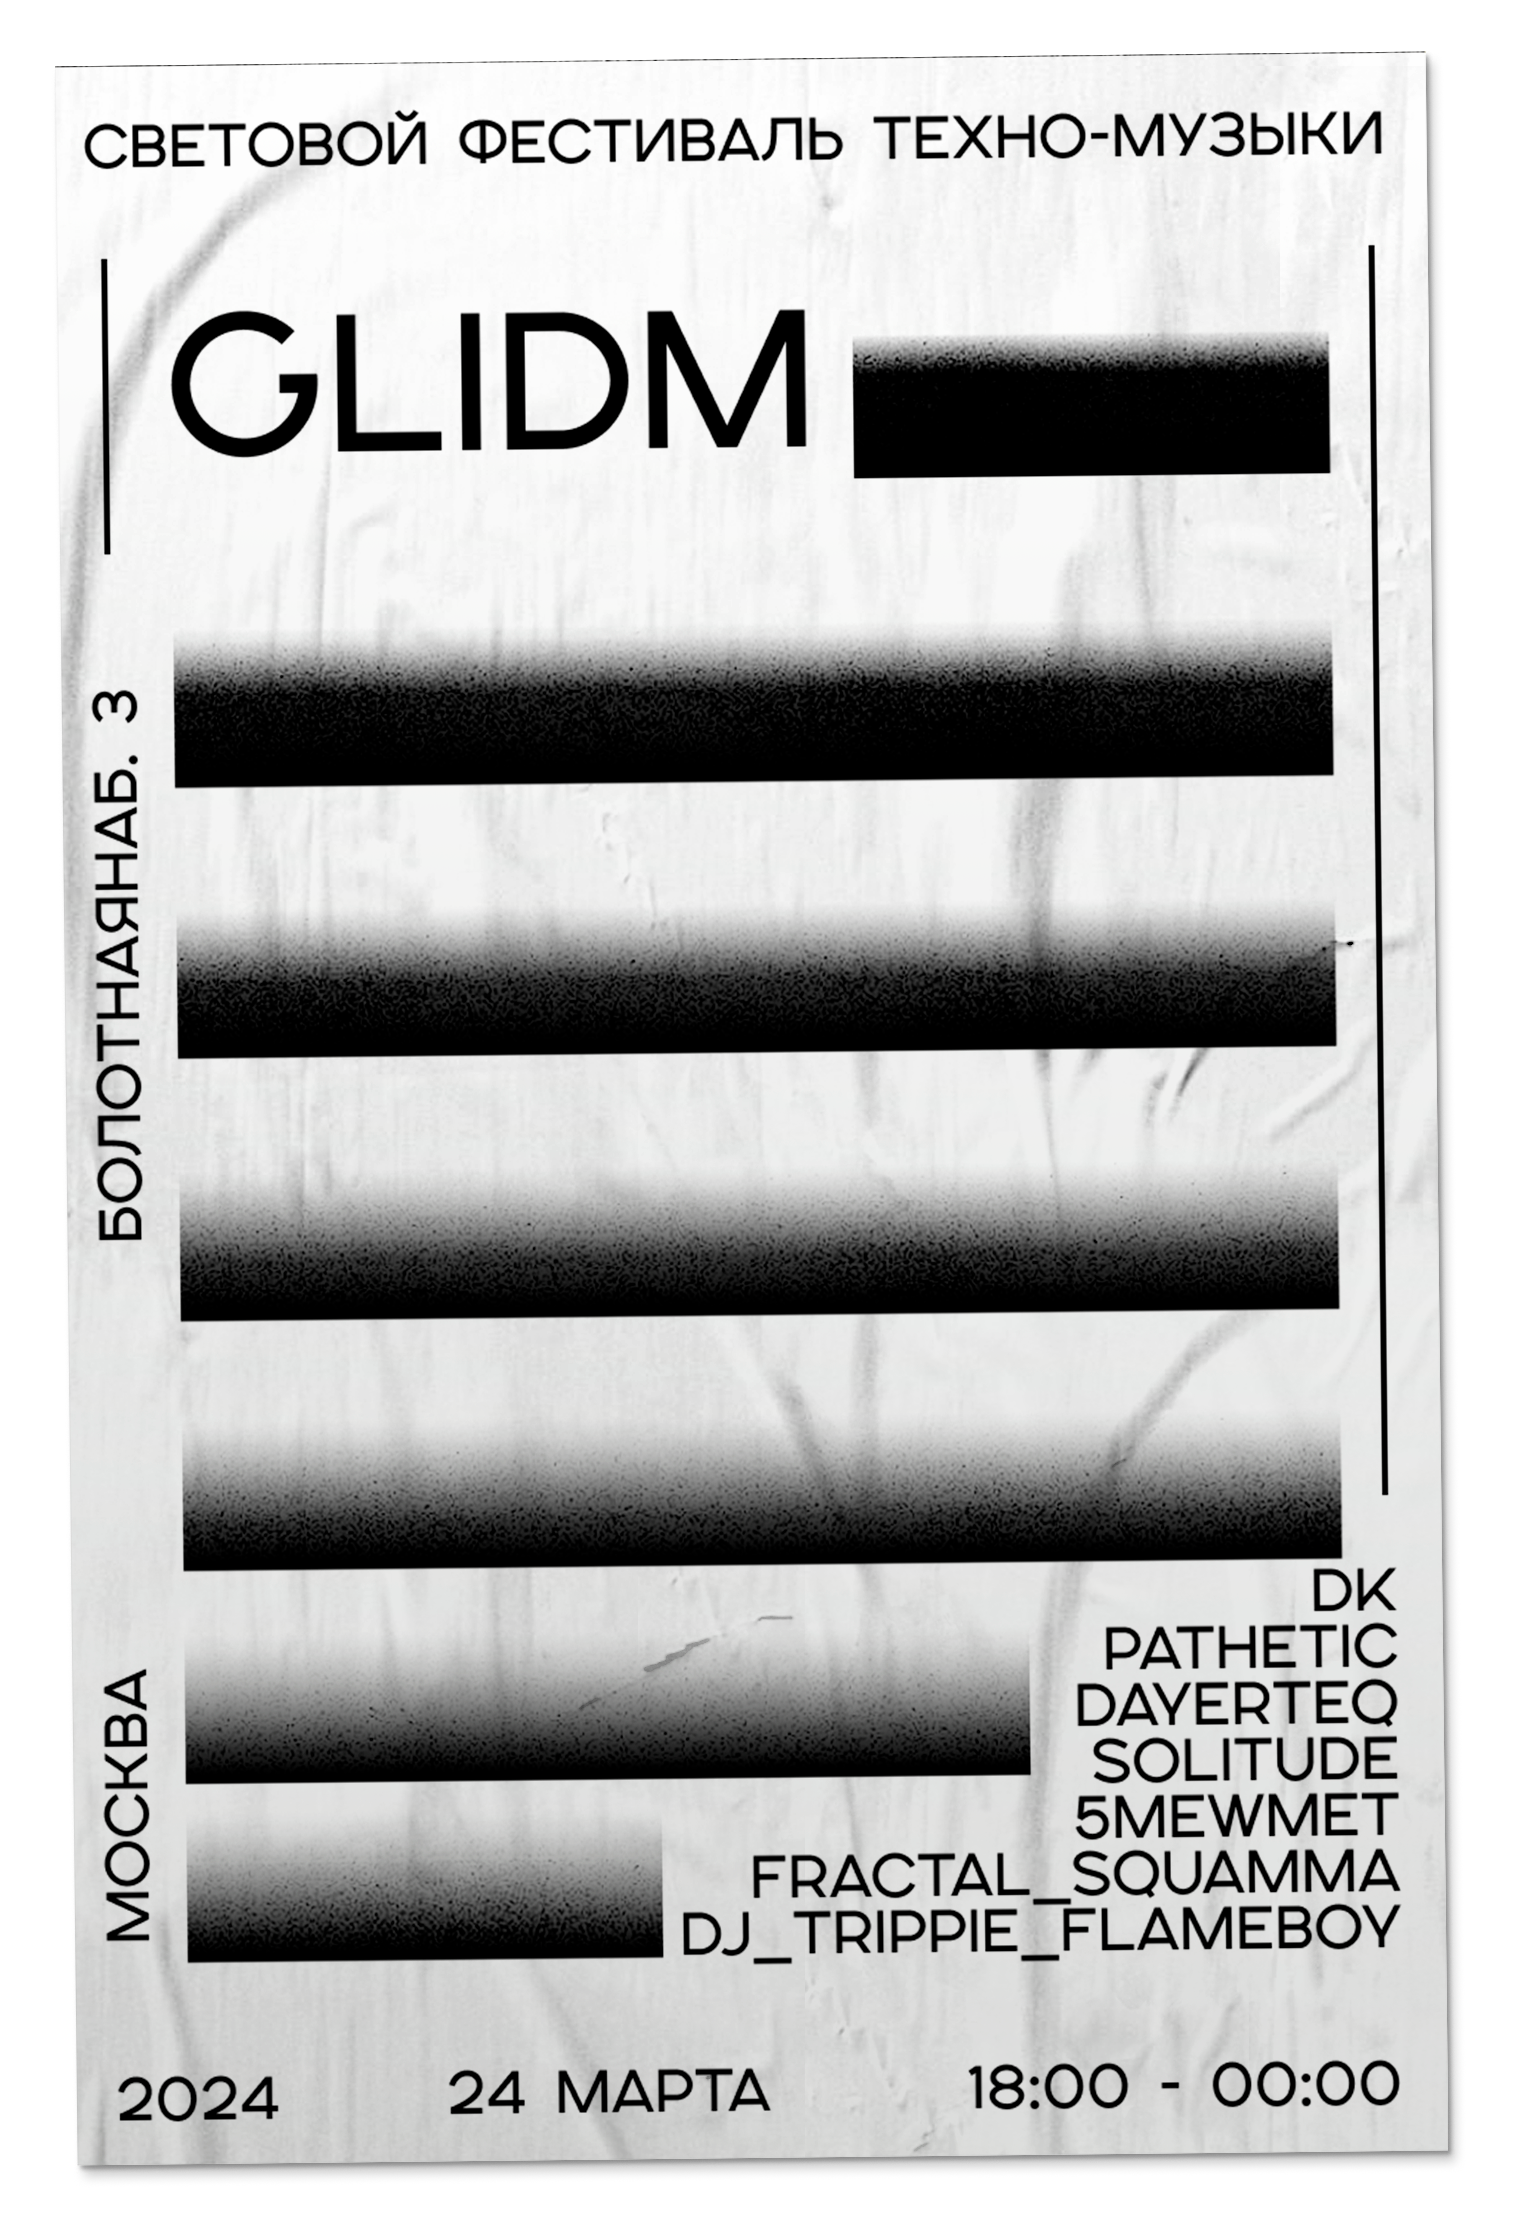 СВЕТОВОЙ ФЕСТИВАЛЬ ТЕХНО-МУЗЫКИ
GLIDM
БОЛОТНАЯНАБ. 3
МОСКВА
DK
PATHETIC
DAYERTEQ
SOLITUDE
5MEWMET
FRACTAL_SQUAMMA
DJ_TRIPPIE_FLAMEBOY
2024 24 МАРТА 18:00 - 00:00